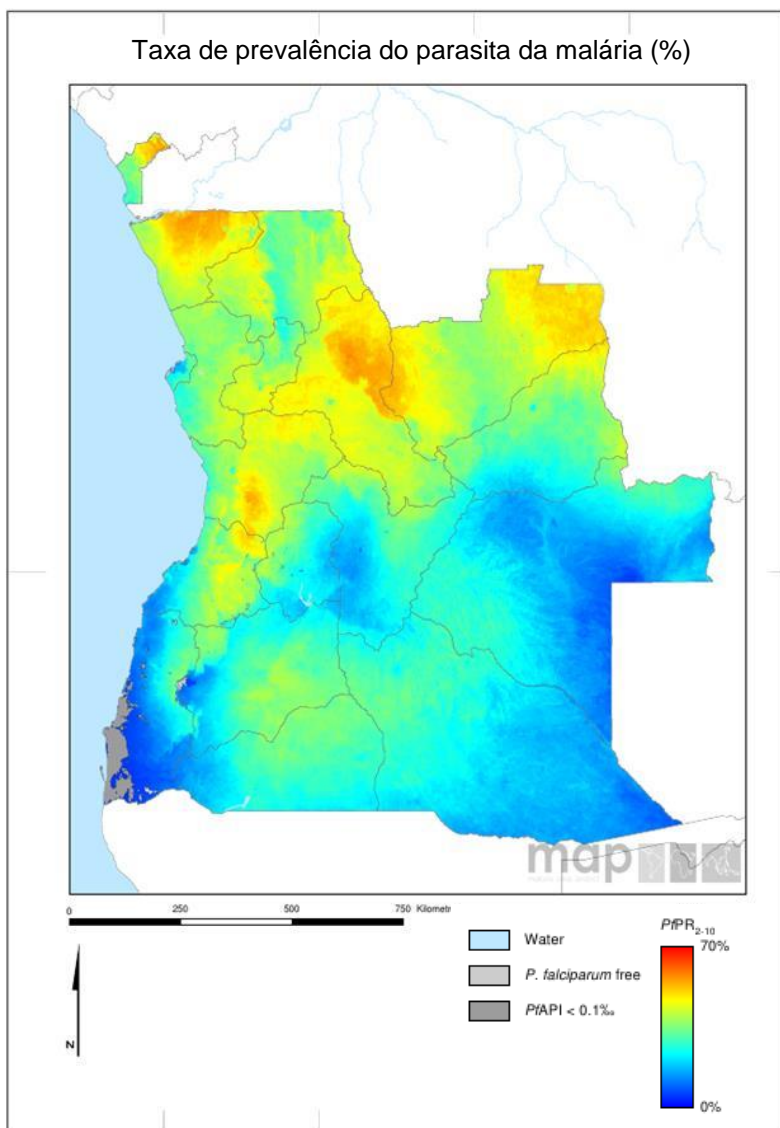 Taxa de prevalência do parasita da malária (%)
map
0 250 500 750 Kilometr
Water
P. falciparum free
PfAPI < 0.1‰
PfPR2-10
70%
0%
N